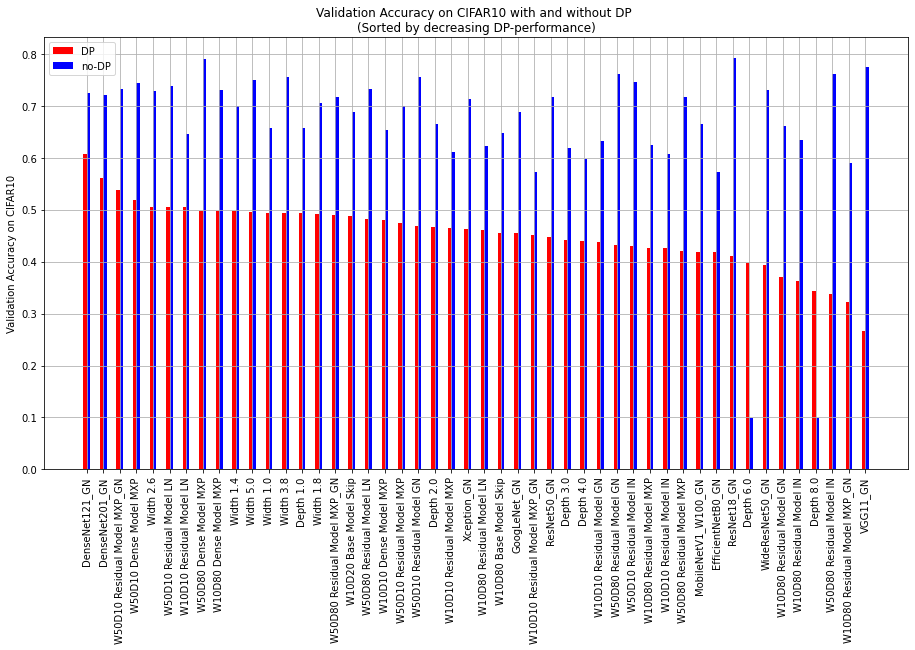 Validation Accuracy on CIFAR10 with and without DP
(Sorted by decreasing DP-performance)
DP
no-DP
Validation Accuracy on CIFAR10
0.8
0.7
0.6
0.5
0.4
0.3
0.2
0.1
0.0
DenseNet121_GN
DenseNet201_GN
W50D10 Residual Model MXP_GN
W50D10 Dense Model MXP
Width 2.6
W50D10 Residual Model LN
W10D10 Residual Model LN
W50D80 Dense Model MXP
W10D80 Dense Model MXP
Width 1.4
Width 5.0
Width 1.0
Width 3.8
Depth 1.0
Width 1.8
W50D80 Residual Model MXP_GN
W10D20 Base Model Skip
W50D80 Residual Model LN
W10D10 Dense Model MXP
W50D10 Residual Model MXP
W50D10 Residual Model GN
Depth 2.0
W10D10 Residual Model MXP
Xception_GN
W10D80 Residual Model LN
W10D80 Base Model Skip
GoogLeNet_GN
W10D10 Residual Model MXP_GN
ResNet50_GN
Depth 3.0
Depth 4.0
W10D10 Residual Model GN
W50D80 Residual Model GN
W50D10 Residual Model IN
W10D80 Residual Model MXP
W10D10 Residual Model IN
W50D80 Residual Model MXP
MobileNetV1_W100_GN
EfficientNetB0_GN
ResNet18_GN
Depth 6.0
WideResNet50_GN
W10D80 Residual Model GN
W10D80 Residual Model IN
Depth 8.0
W50D80 Residual Model IN
W10D80 Residual Model MXP_GN
VGG11_GN